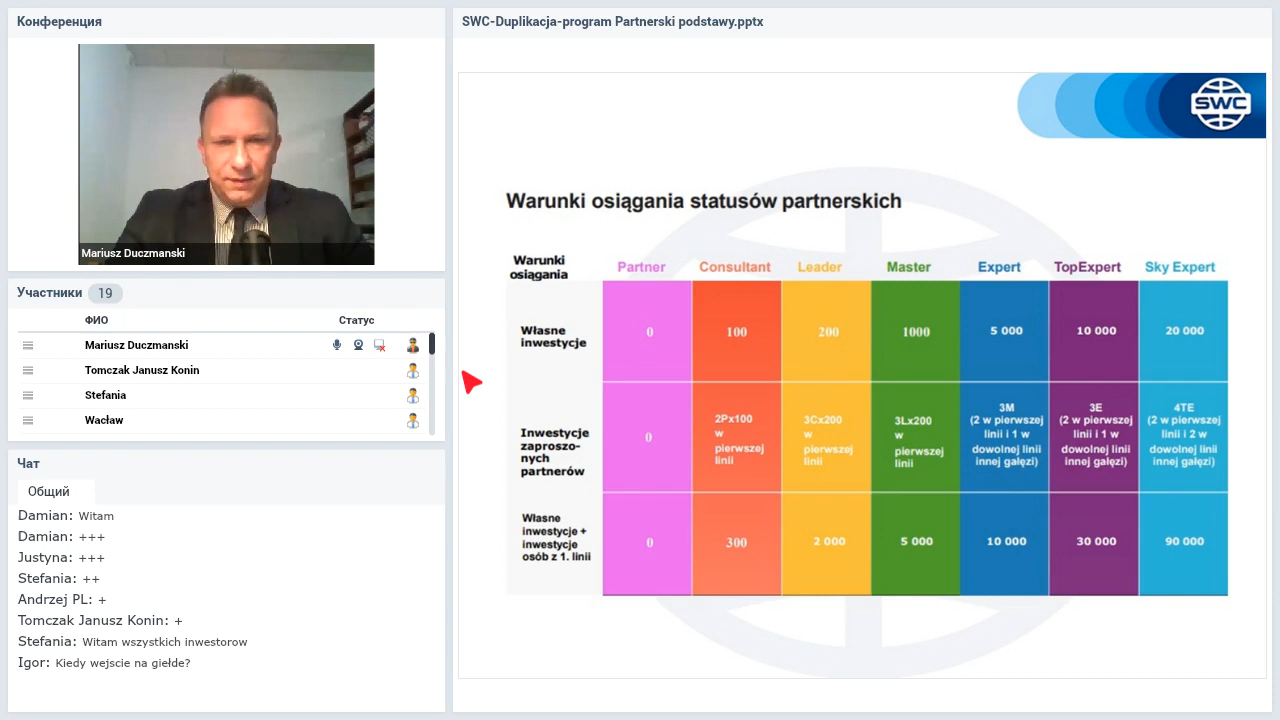 Конференция
Mariusz Duczmanski
Участники 19
ФИО Статус
Mariusz Duczmanski
Tomczak Janusz Konin
Stefania
Wacław
Чат
Общий
Damian: Witam
Damian: +++
Justyna: +++
Stefania: ++
Andrzej PL: +
Tomczak Janusz Konin: +
Stefania: Witam wszystkich inwestorow
Igor: Kiedy wejscie na giełde?
SWC-Duplikacja-program Partnerski podstawy.pptx
SWC
Warunki osiągania statusów partnerskich
Warunki
osiągania
Partner Consultant Leader Master Expert TopExpert Sky Expert
Własne
inwestycje
0 100 200 1000 5 000 10 000 20 000
Inwestycje
zaproszo-
nych
partnerów
0
2Px100
w
pierwszej
linii
3Cx200
w
pierwszej
linii
3Lx200
w
pierwszej
linii
3M
(2 w pierwszej
linii i 1 w
dowolnej linii
innej gałęzi)
3E
(2 w pierwszej
linii i 1 w
dowolnej linii
innej gałęzi)
4TE
(2 w pierwszej
linii i 2 w
dowolnej linii
innej gałęzi)
Własne
inwestycje +
inwestycje
osób z 1. linii
0 300 2 000 5 000 10 000 30 000 90 000